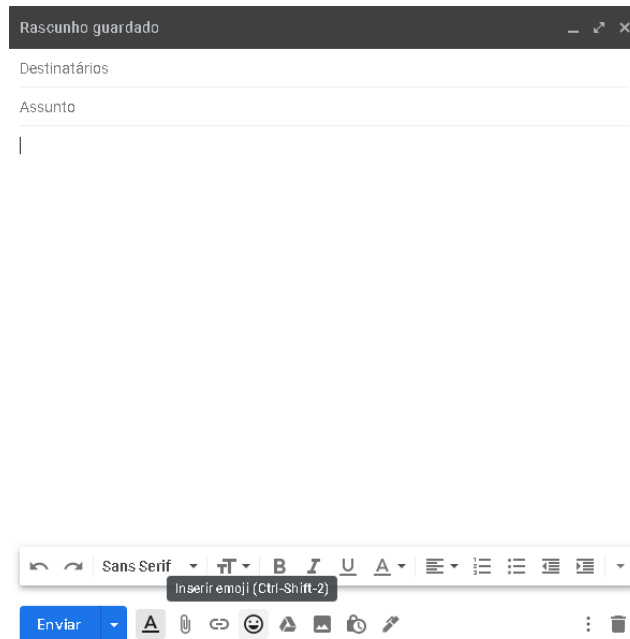 Rascunho guardado
Destinatários
Assunto
Sans Serif
Inserir emoji (Ctrl-Shift-2)
Enviar